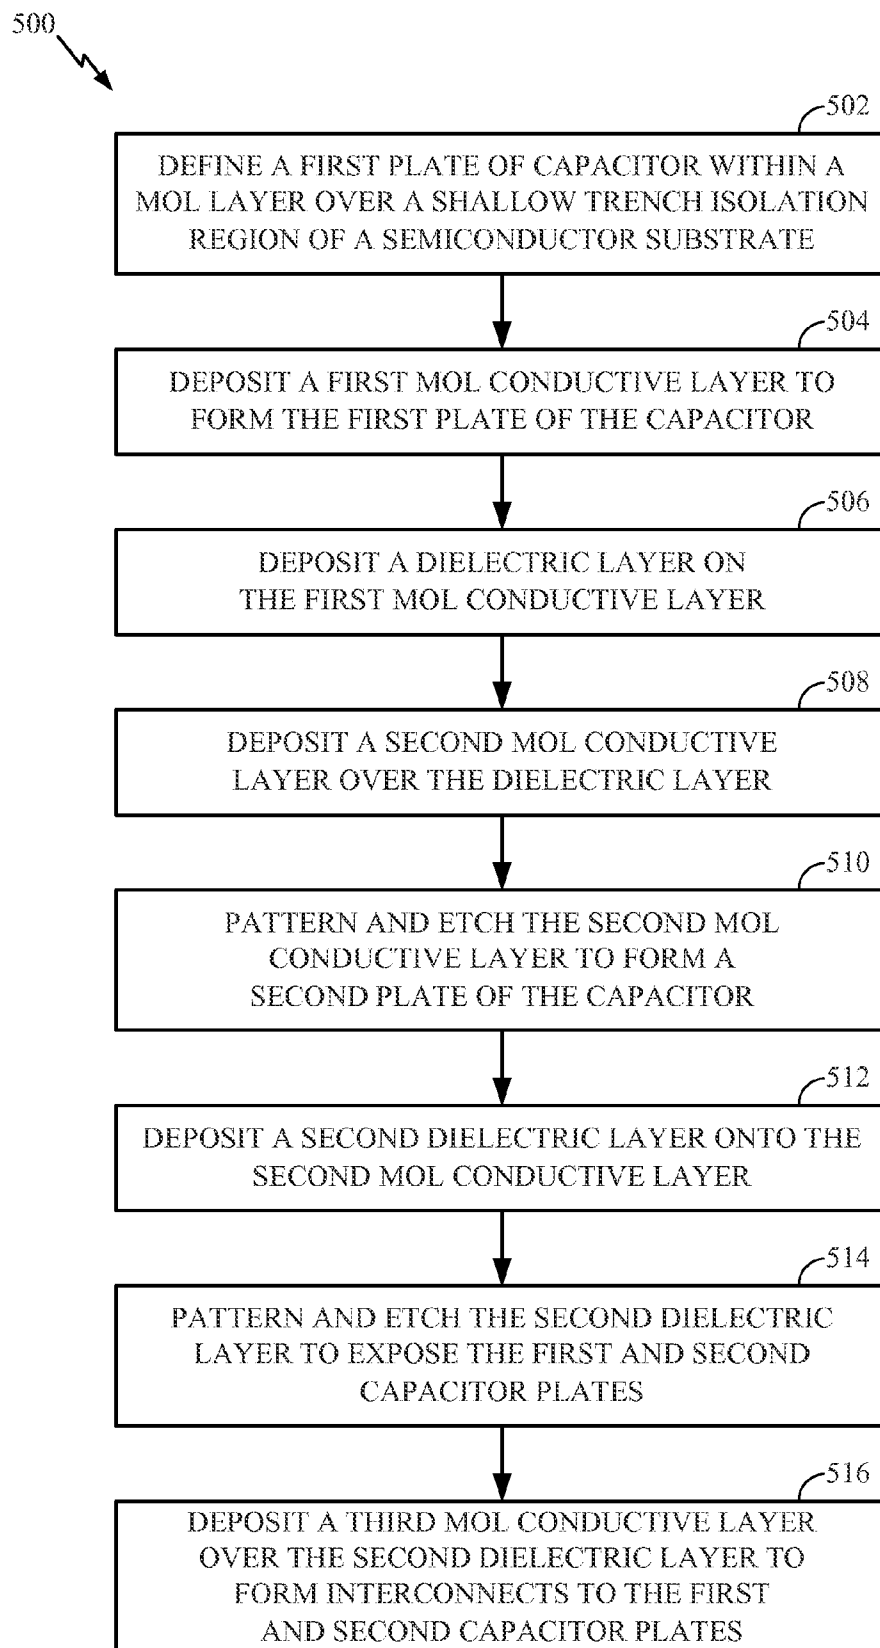 500
502
DEFINE A FIRST PLATE OF CAPACITOR WITHIN A
MOL LAYER OVER A SHALLOW TRENCH ISOLATION
REGION OF A SEMICONDUCTOR SUBSTRATE
504
DEPOSIT A FIRST MOL CONDUCTIVE LAYER TO
FORM THE FIRST PLATE OF THE CAPACITOR
506
DEPOSIT A DIELECTRIC LAYER ON
THE FIRST MOL CONDUCTIVE LAYER
508
DEPOSIT A SECOND MOL CONDUCTIVE
LAYER OVER THE DIELECTRIC LAYER
510
PATTERN AND ETCH THE SECOND MOL
CONDUCTIVE LAYER TO FORM A
SECOND PLATE OF THE CAPACITOR
512
DEPOSIT A SECOND DIELECTRIC LAYER ONTO THE
SECOND MOL CONDUCTIVE LAYER
514
PATTERN AND ETCH THE SECOND DIELECTRIC
LAYER TO EXPOSE THE FIRST AND SECOND
CAPACITOR PLATES
516
DEPOSIT A THIRD MOL CONDUCTIVE LAYER
OVER THE SECOND DIELECTRIC LAYER TO
FORM INTERCONNECTS TO THE FIRST
AND SECOND CAPACITOR PLATES